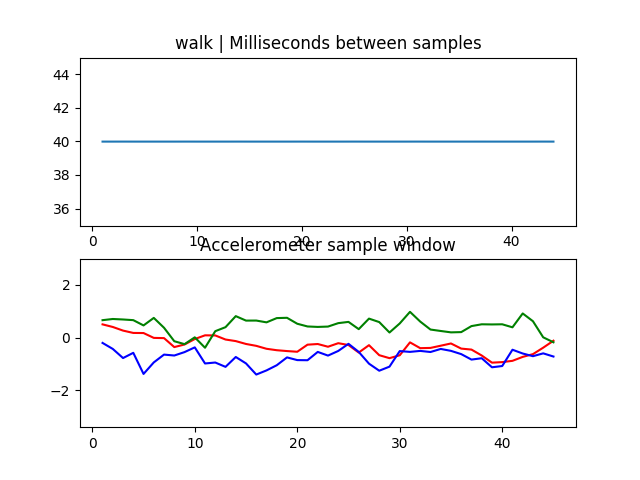 walk | Milliseconds between samples
44
42
40
38
36
0 10 20 30 40
Accelerometer sample window
2
0
−2
0 10 20 30 40